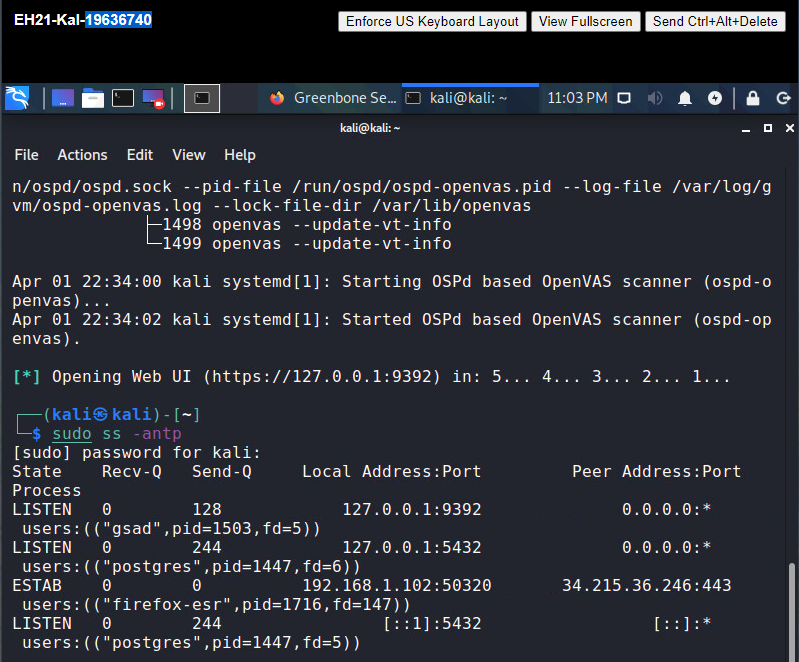 EH21-Kal-19636740
Enforce US Keyboard Layout View Fullscreen Send Ctrl+Alt+Delete
Greenbone Se... kali@kali: ~ 11:03 PM
kali@kali: ~
File Actions Edit View Help
n/ospd/ospd.sock --pid-file /run/ospd/ospd-openvas.pid --log-file /var/log/g
vm/ospd-openvas.log --lock-file-dir /var/lib/openvas
├─1498 openvas --update-vt-info
└─1499 openvas --update-vt-info
Apr 01 22:34:00 kali systemd[1]: Starting OSPd based OpenVAS scanner (ospd-o
penvas)...
Apr 01 22:34:02 kali systemd[1]: Started OSPd based OpenVAS scanner (ospd-op
envas).
[*] Opening Web UI (https://127.0.0.1:9392) in: 5... 4... 3... 2... 1...
┌──(kali㉿kali)-[~]
└─$ sudo ss -antp
[sudo] password for kali:
State Recv-Q Send-Q Local Address:Port Peer Address:Port
Process
LISTEN 0 128 127.0.0.1:9392 0.0.0.0:*
users:(("gsad",pid=1503,fd=5))
LISTEN 0 244 127.0.0.1:5432 0.0.0.0:*
users:(("postgres",pid=1447,fd=6))
ESTAB 0 0 192.168.1.102:50320 34.215.36.246:443
users:(("firefox-esr",pid=1716,fd=147))
LISTEN 0 244 [::1]:5432 [::]:*
users:(("postgres",pid=1447,fd=5))